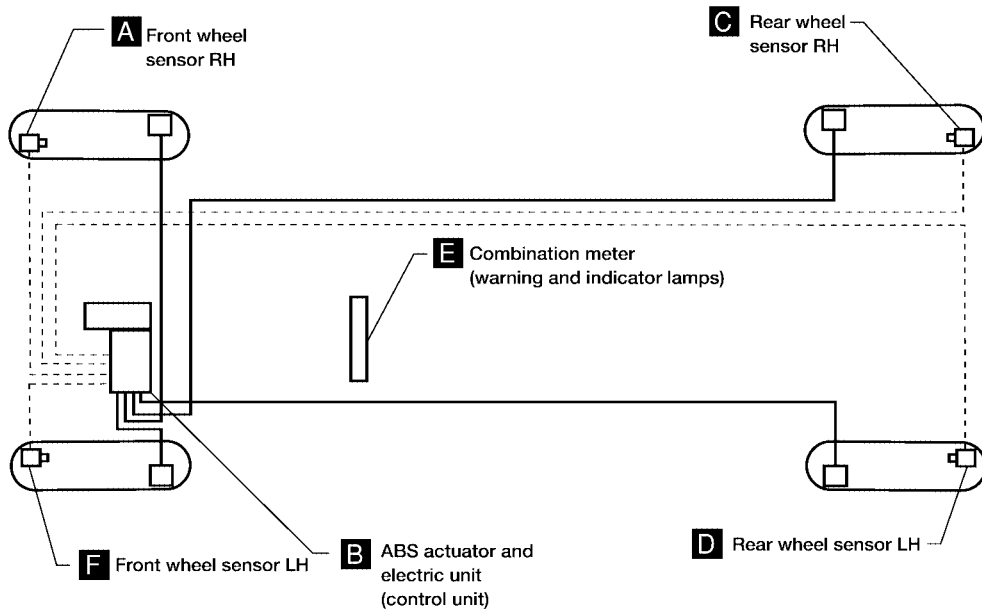 A Front wheel
sensor RH
C Rear wheel
sensor RH
E Combination meter
(warning and indicator lamps)
F Front wheel sensor LH
B ABS actuator and
electric unit
(control unit)
D Rear wheel sensor LH